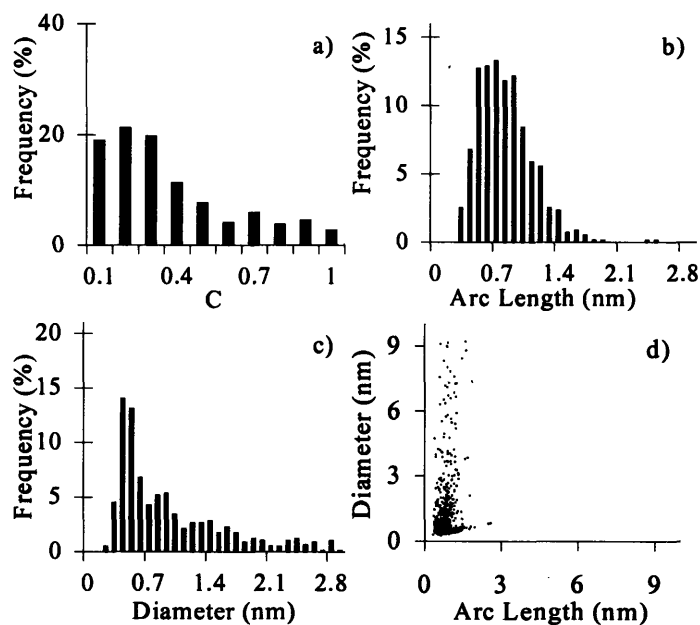 40
20
0
Frequency (%)
a)
0.1 0.4 0.7 1
C
15
10
5
0
Frequency (%)
b)
0 0.7 1.4 2.1 2.8
Arc Length (nm)
20
15
10
5
0
Frequency (%)
c)
0 0.7 1.4 2.1 2.8
Diameter (nm)
9
6
3
0
Diameter (nm)
d)
0 3 6 9
Arc Length (nm)